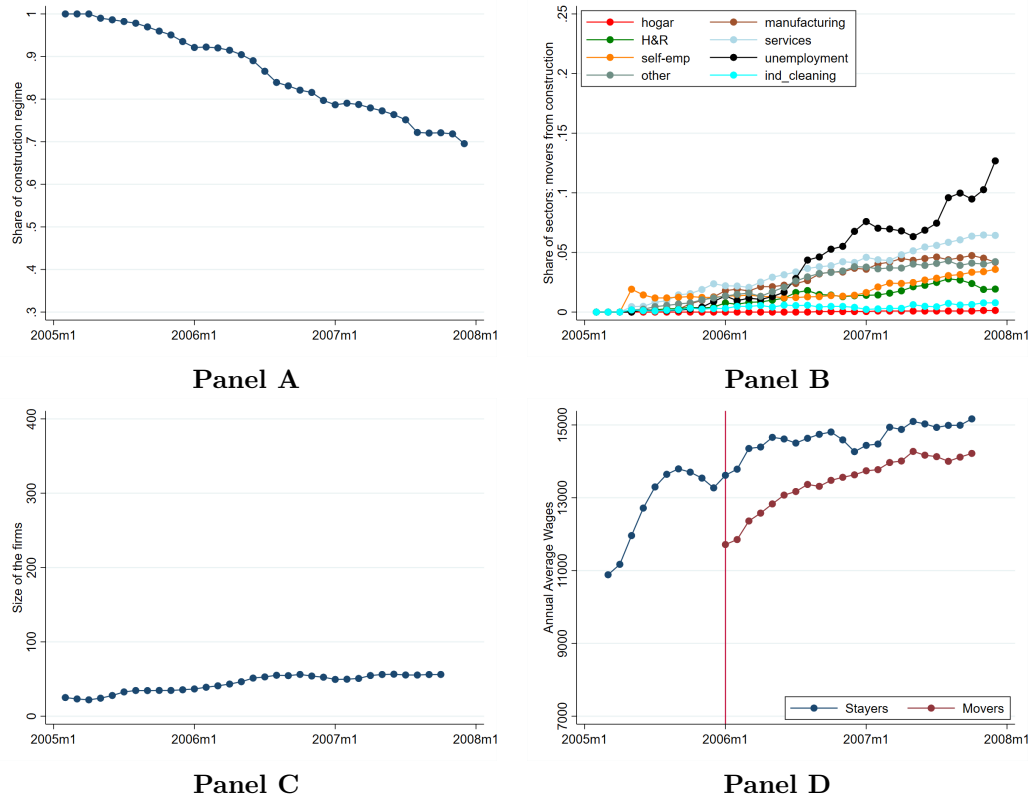 Share of construction regime
1
.9
.8
.7
.6
.5
.4
.3
2005m1 2006m1 2007m1 2008m1
Panel A
Share of sectors: movers from construction
.25
.2
.15
.1
.05
0
hogar manufacturing
H&R services
self-emp unemployment
other ind_cleaning
2005m1 2006m1 2007m1 2008m1
Panel B
Size of the firms
400
300
200
100
0
2005m1 2006m1 2007m1 2008m1
Panel C
Annual Average Wages
15000
13000
11000
9000
7000
Stayers Movers
2005m1 2006m1 2007m1 2008m1
Panel D